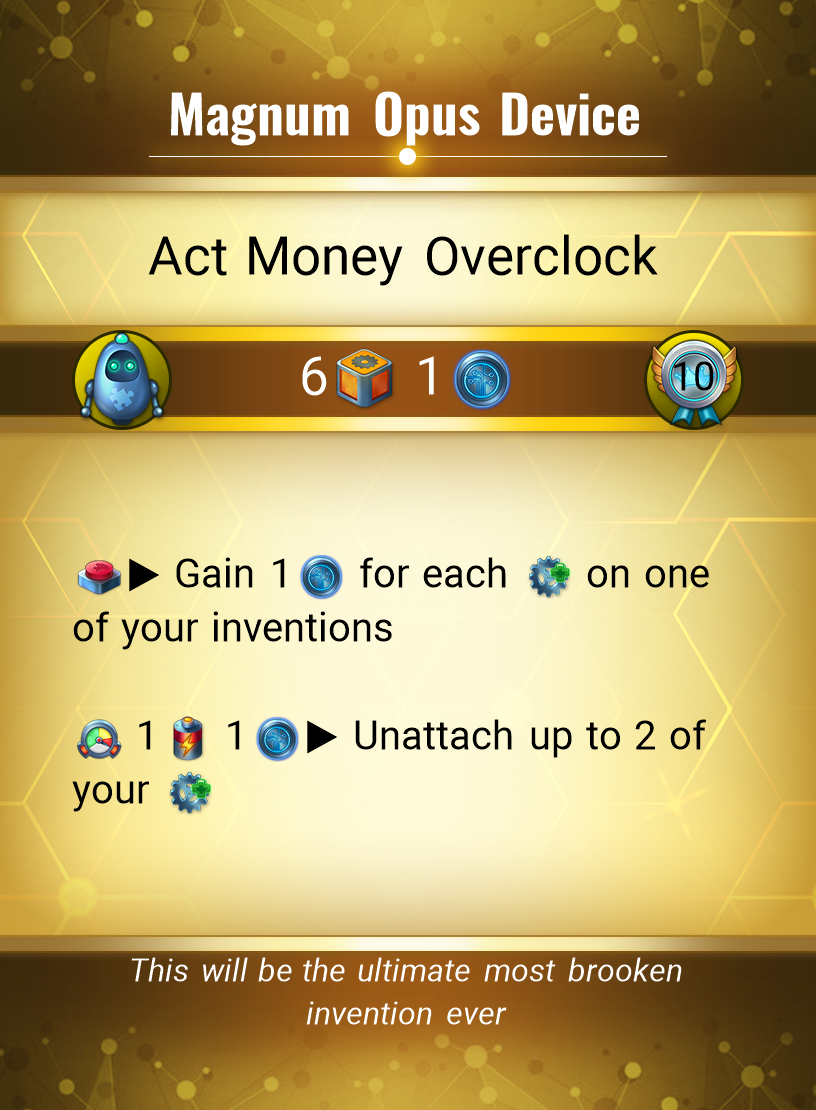 Magnum Opus Device
Act Money Overclock
6 1 10
▶ Gain 1 for each on one
of your inventions
1 1 ▶ Unattach up to 2 of
your
This will be the ultimate most brooken
invention ever